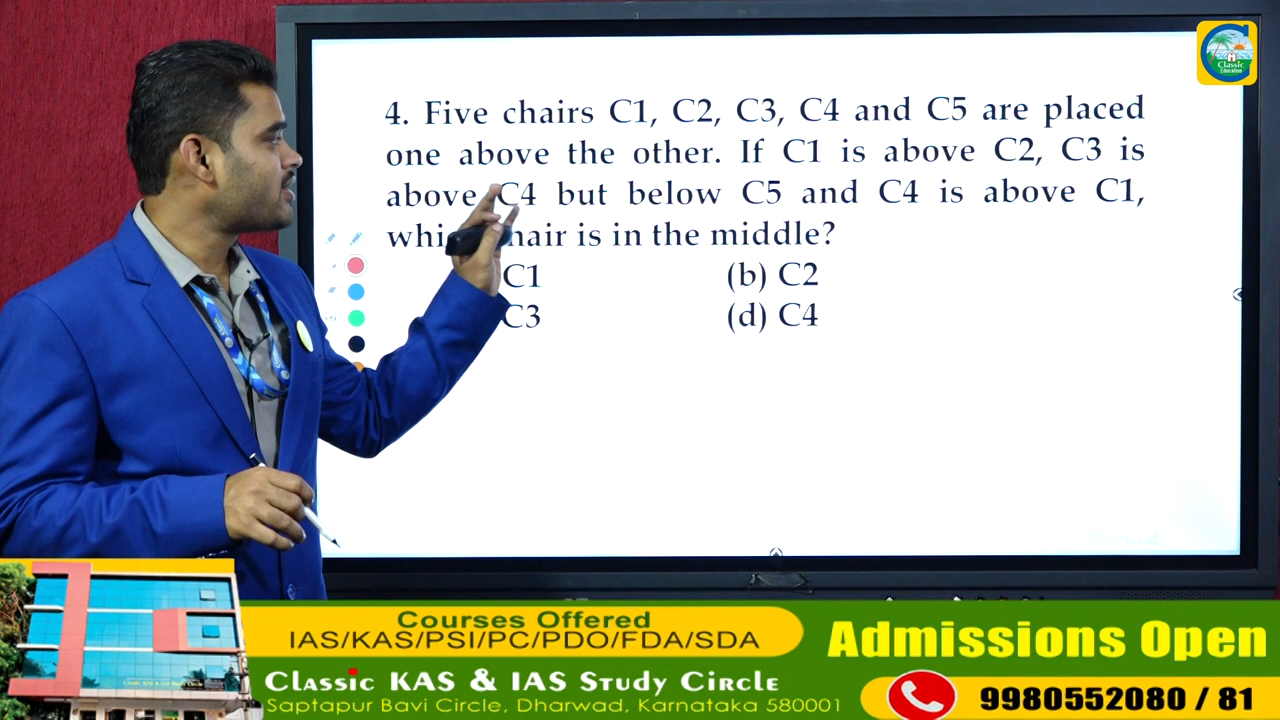 Classic
Education
4. Five chairs C1, C2, C3, C4 and C5 are placed
one above the other. If C1 is above C2, C3 is
above C4 but below C5 and C4 is above C1,
hair is in the middle?
C1 (b) C2
C3 (d) C4
Courses Offered
IAS/KAS/PSI/PC/PDO/FDA/SDA
Admissions Open
Classic KAS & IAS Study Circle
Saptapur Bavi Circle, Dharwad, Karnataka 580001
9980552080 / 81